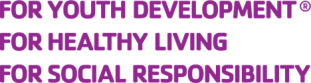 FOR YOUTH DEVELOPMENT®
FOR HEALTHY LIVING
FOR SOCIAL RESPONSIBILITY